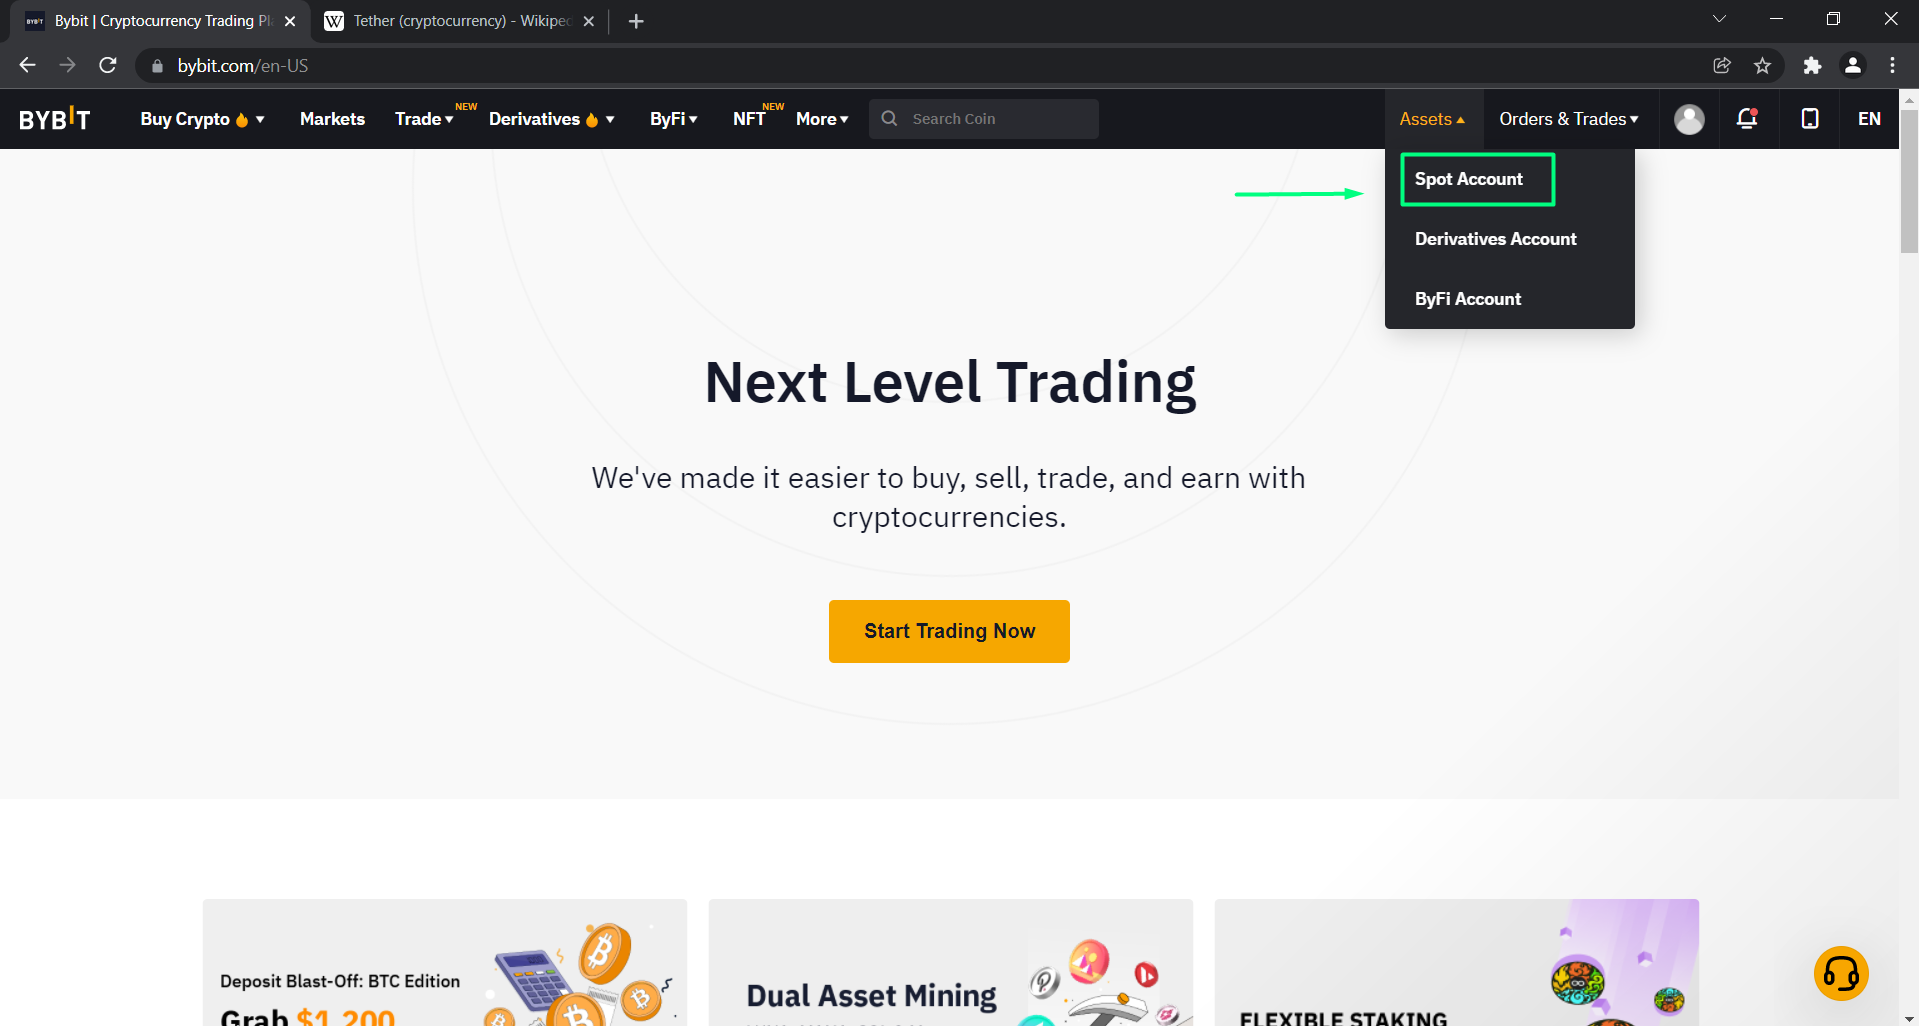 Bybit | Cryptocurrency Trading Pl
Tether (cryptocurrency) - Wikiped
bybit.com/en-US
BYBIT
Buy Crypto
Markets
Trade
NEW
Derivatives
ByFi
NFT
NEW
More
Search Coin
Assets
Orders & Trades
EN
Spot Account
Derivatives Account
ByFi Account
Next Level Trading
We've made it easier to buy, sell, trade, and earn with
cryptocurrencies.
Start Trading Now
Deposit Blast-Off: BTC Edition
Grab $1,200
Dual Asset Mining
FLEXIBLE STAKING